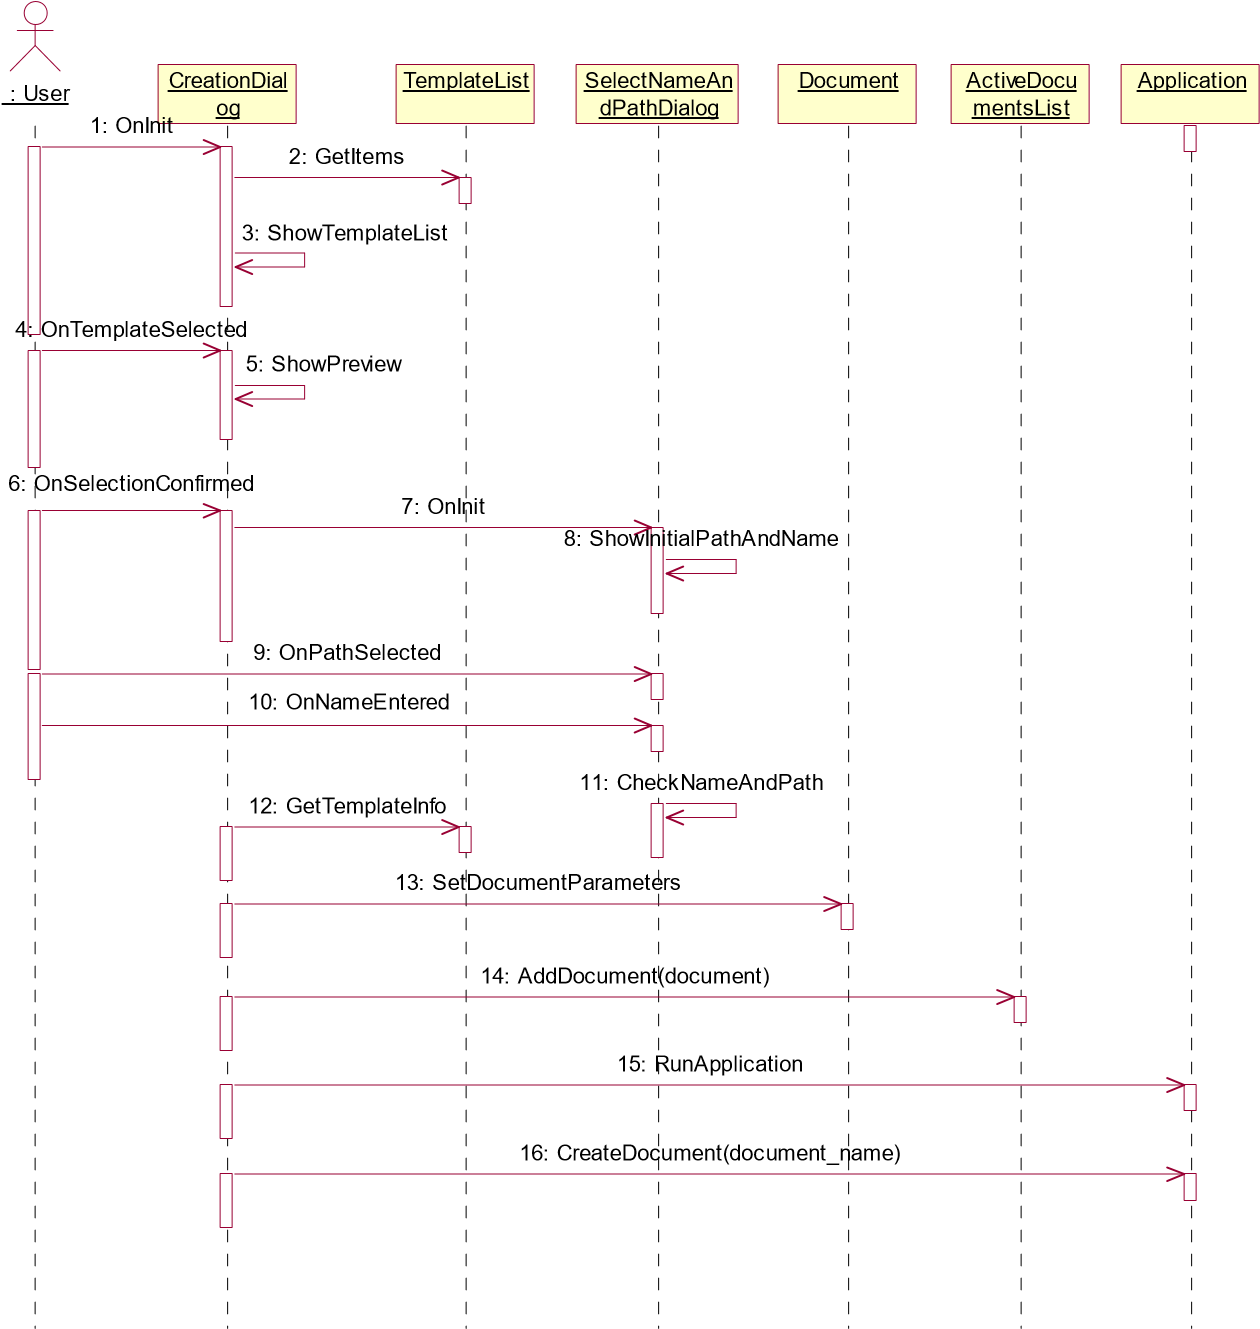 : User
CreationDial
og
TemplateList
SelectNameAn
dPathDialog
Document
ActiveDocu
mentsList
Application
1: OnInit
2: GetItems
3: ShowTemplateList
4: OnTemplateSelected
5: ShowPreview
6: OnSelectionConfirmed
7: OnInit
8: ShowInitialPathAndName
9: OnPathSelected
10: OnNameEntered
11: CheckNameAndPath
12: GetTemplateInfo
13: SetDocumentParameters
14: AddDocument(document)
15: RunApplication
16: CreateDocument(document_name)